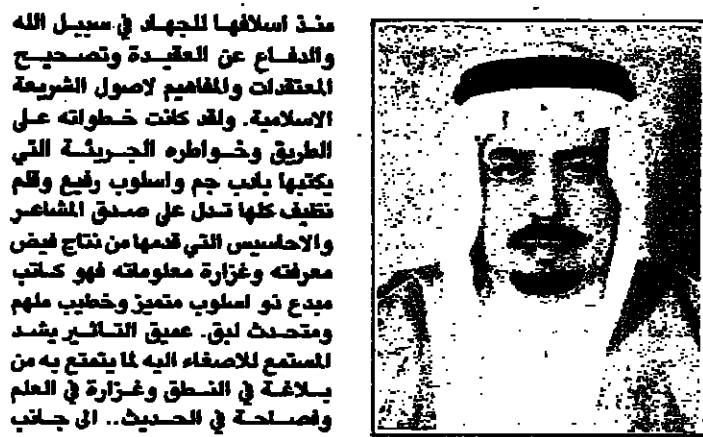 منذ اسلافها للجهاد في سبيل الله
والدفاع عن العقيدة وتصحيح
المعتقدات والمفاهيم لاصول الشريعة
الاسلامية. ولقد كانت خطواته على
الطريق وخواطره الجريئة التي
يكتبها بادب جم واسلوب رفيع وقلم
نظيف كلها تدل على صدق المشاعر
والاحاسيس التي قدمها من نتاج فيض
معرفته وغزارة معلوماته فهو كاتب
مبدع ذو اسلوب متميز وخطيب ملهم
ومتحدث لبق. عميق التاثير يشد
المستمع للاصغاء اليه لما يتمتع به من
بلاغة في النطق وغزارة في العلم
وفصاحة في الحديث.. الى جانب